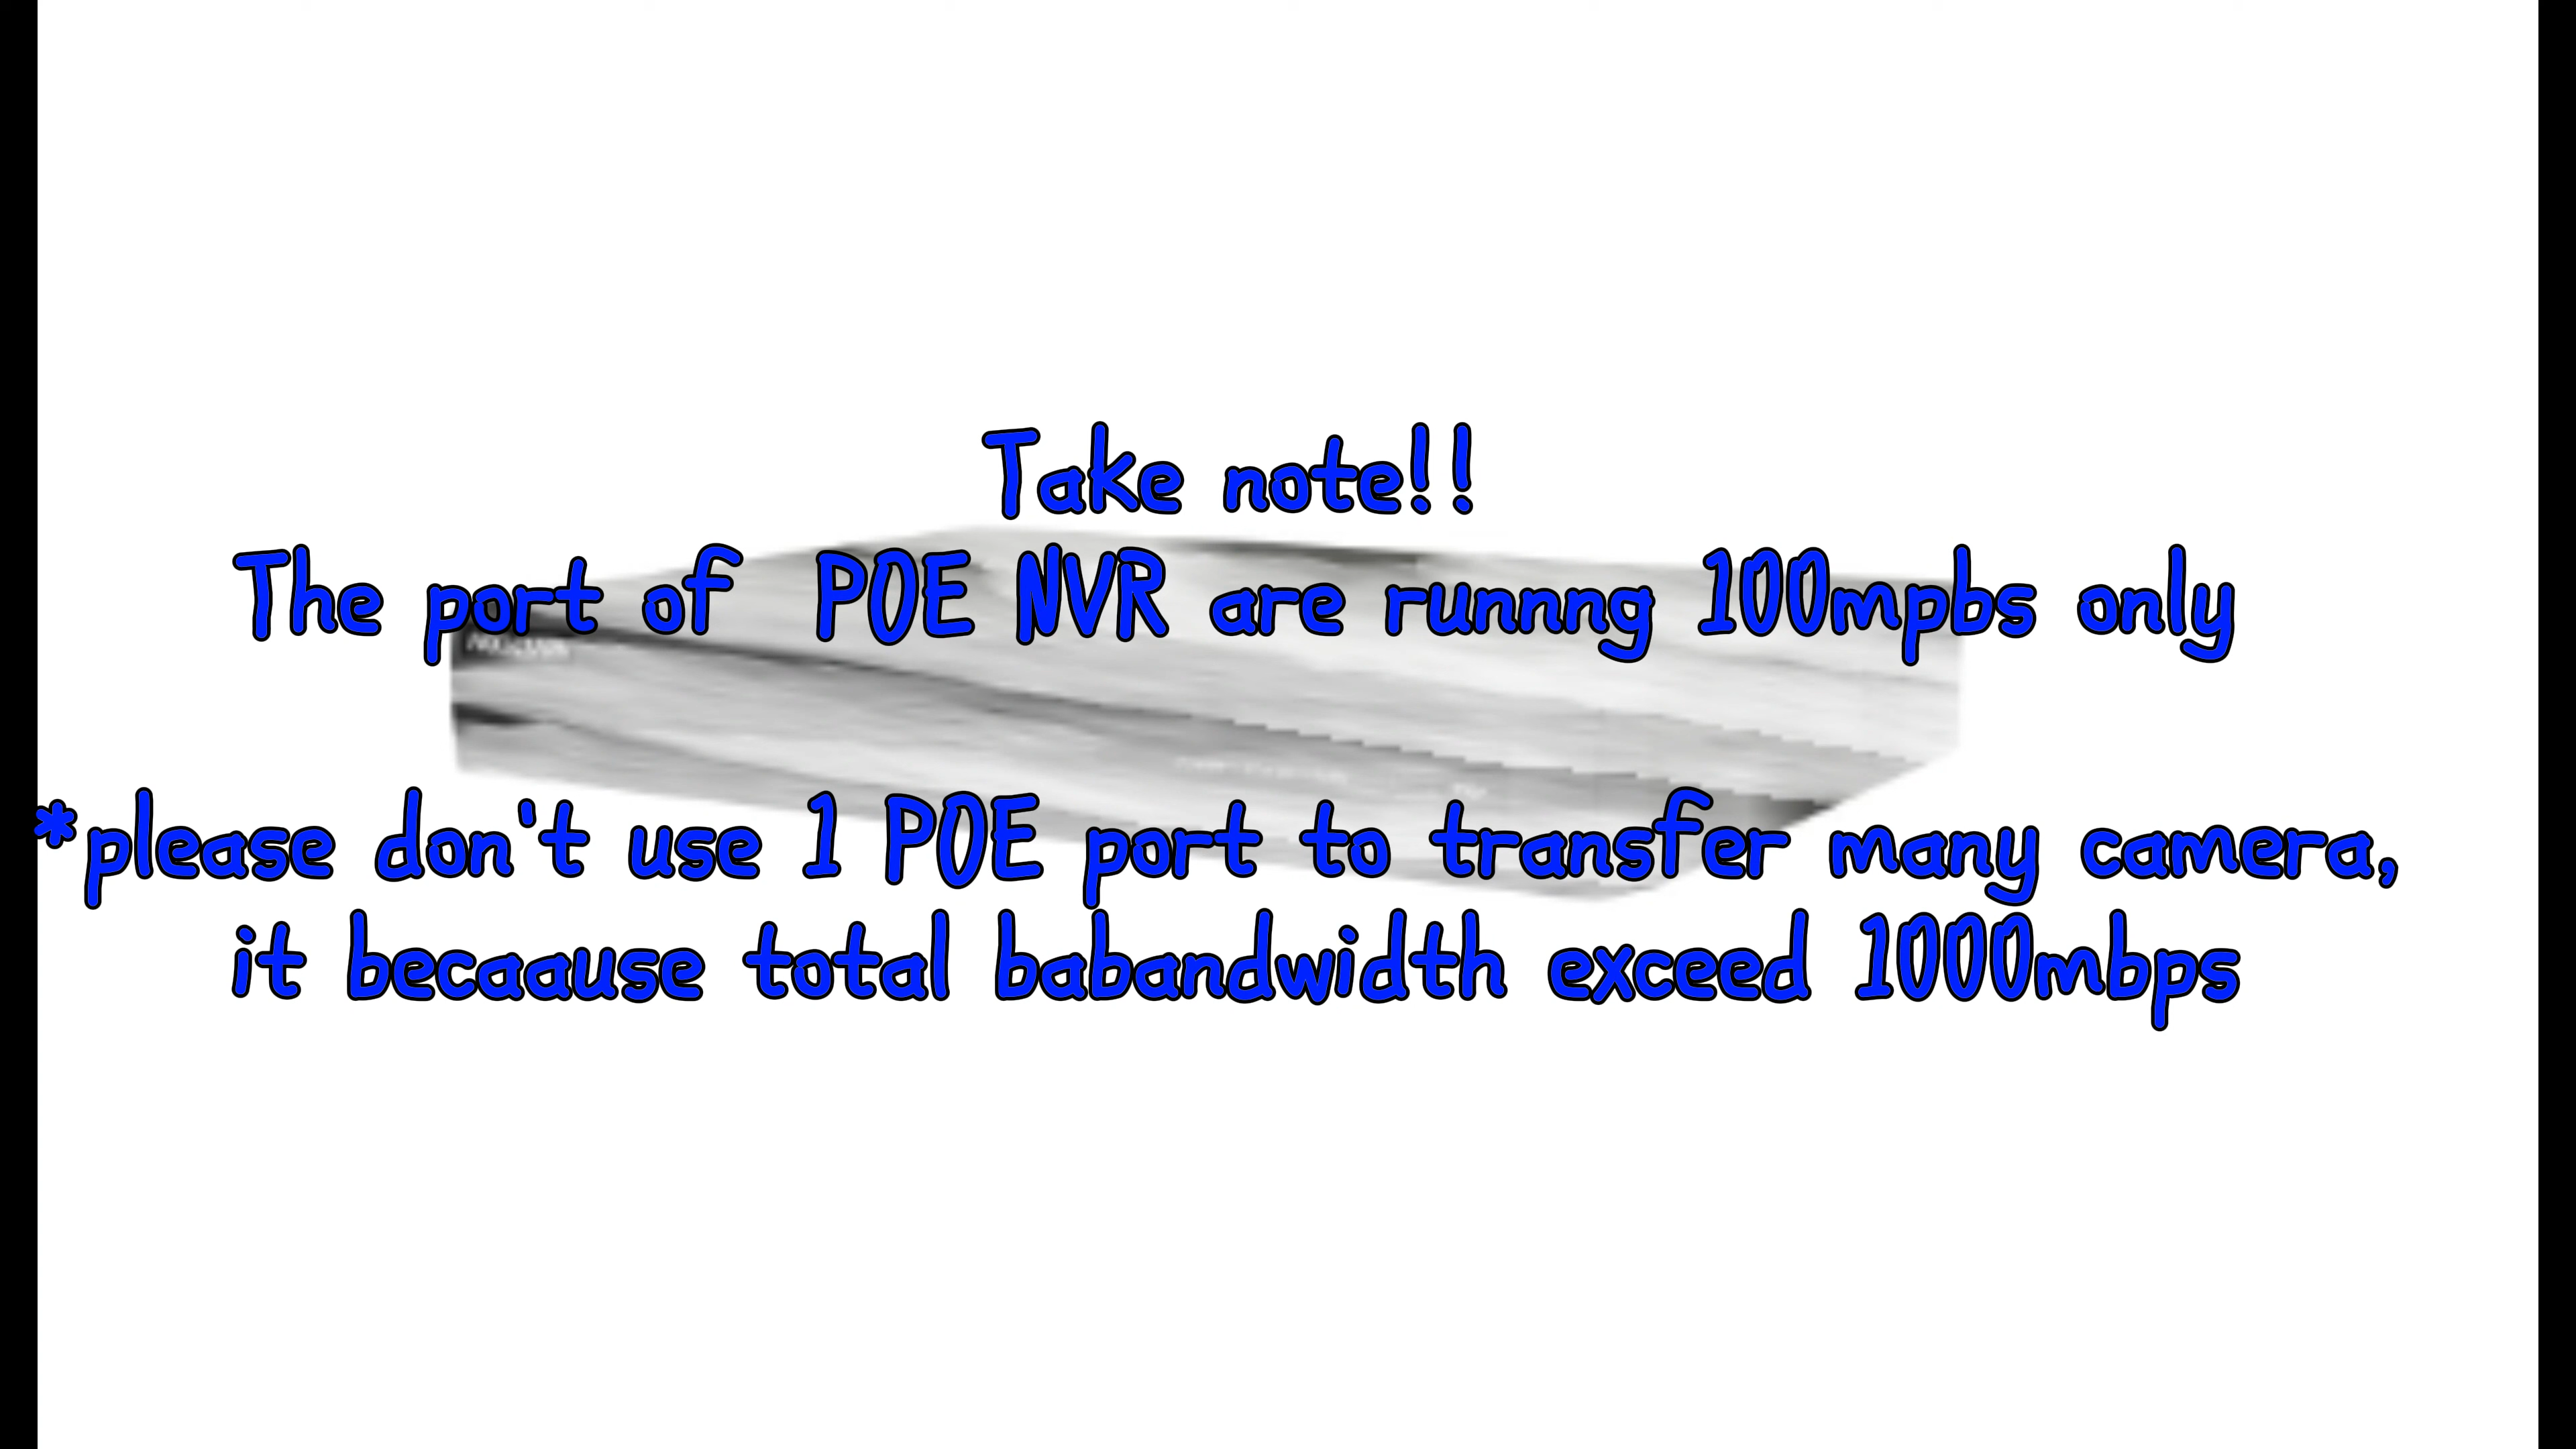 Take note!!
The port of POE NVR are runnng 100mpbs only
*please don't use 1 POE port to transfer many camera,
it becaause total babandwidth exceed 1000mbps